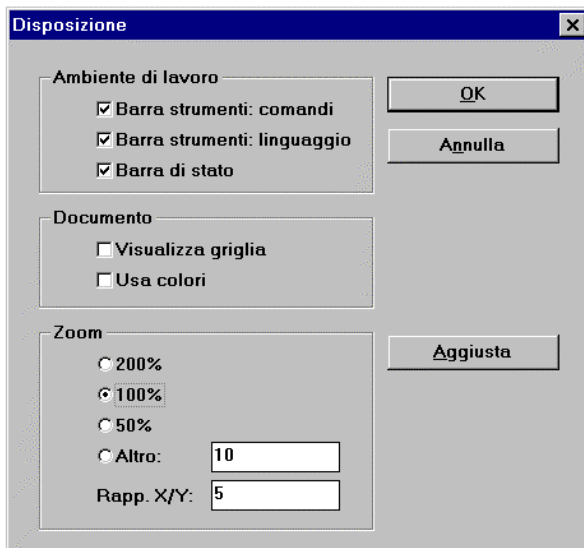 Disposizione
Ambiente di lavoro
Barra strumenti: comandi
Barra strumenti: linguaggio
Barra di stato
OK
Annulla
Documento
Visualizza griglia
Usa colori
Zoom
200%
100%
50%
Altro: 10
Rapp. X/Y: 5
Aggiusta